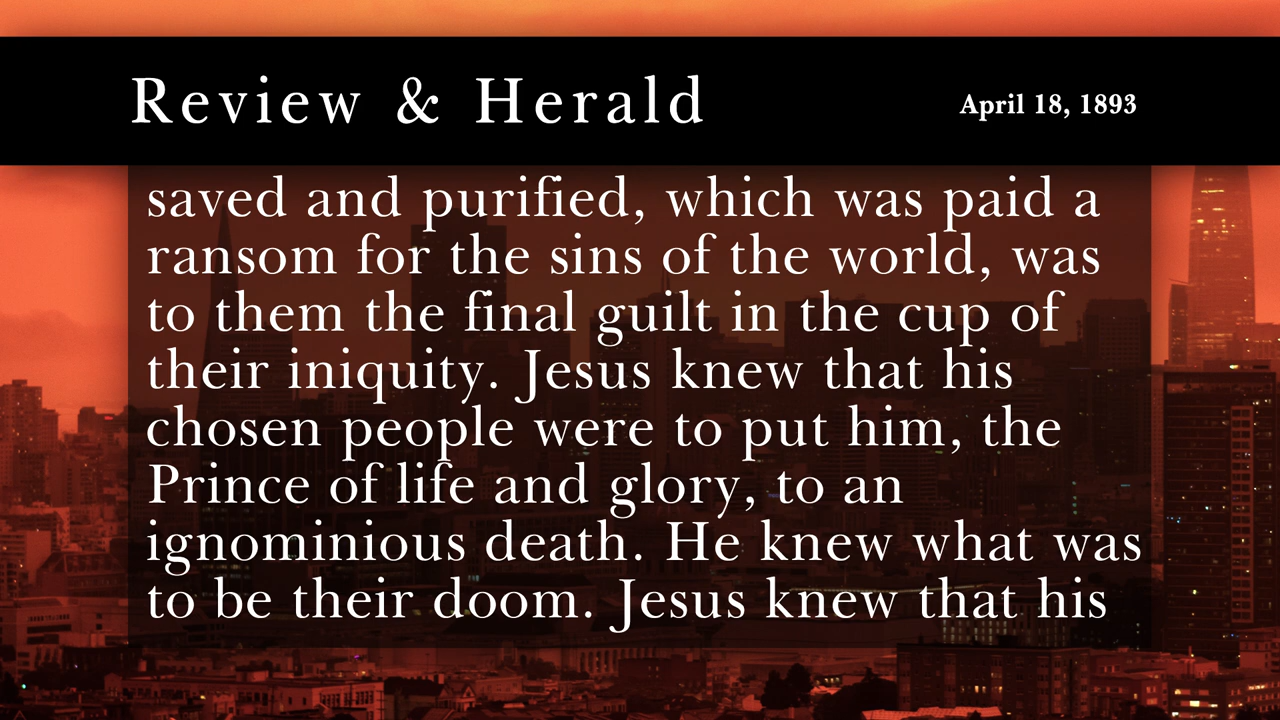 Review & Herald
April 18, 1893
saved and purified, which was paid a
ransom for the sins of the world, was
to them the final guilt in the cup of
their iniquity. Jesus knew that his
chosen people were to put him, the
Prince of life and glory, to an
ignominious death. He knew what was
to be their doom. Jesus knew that his